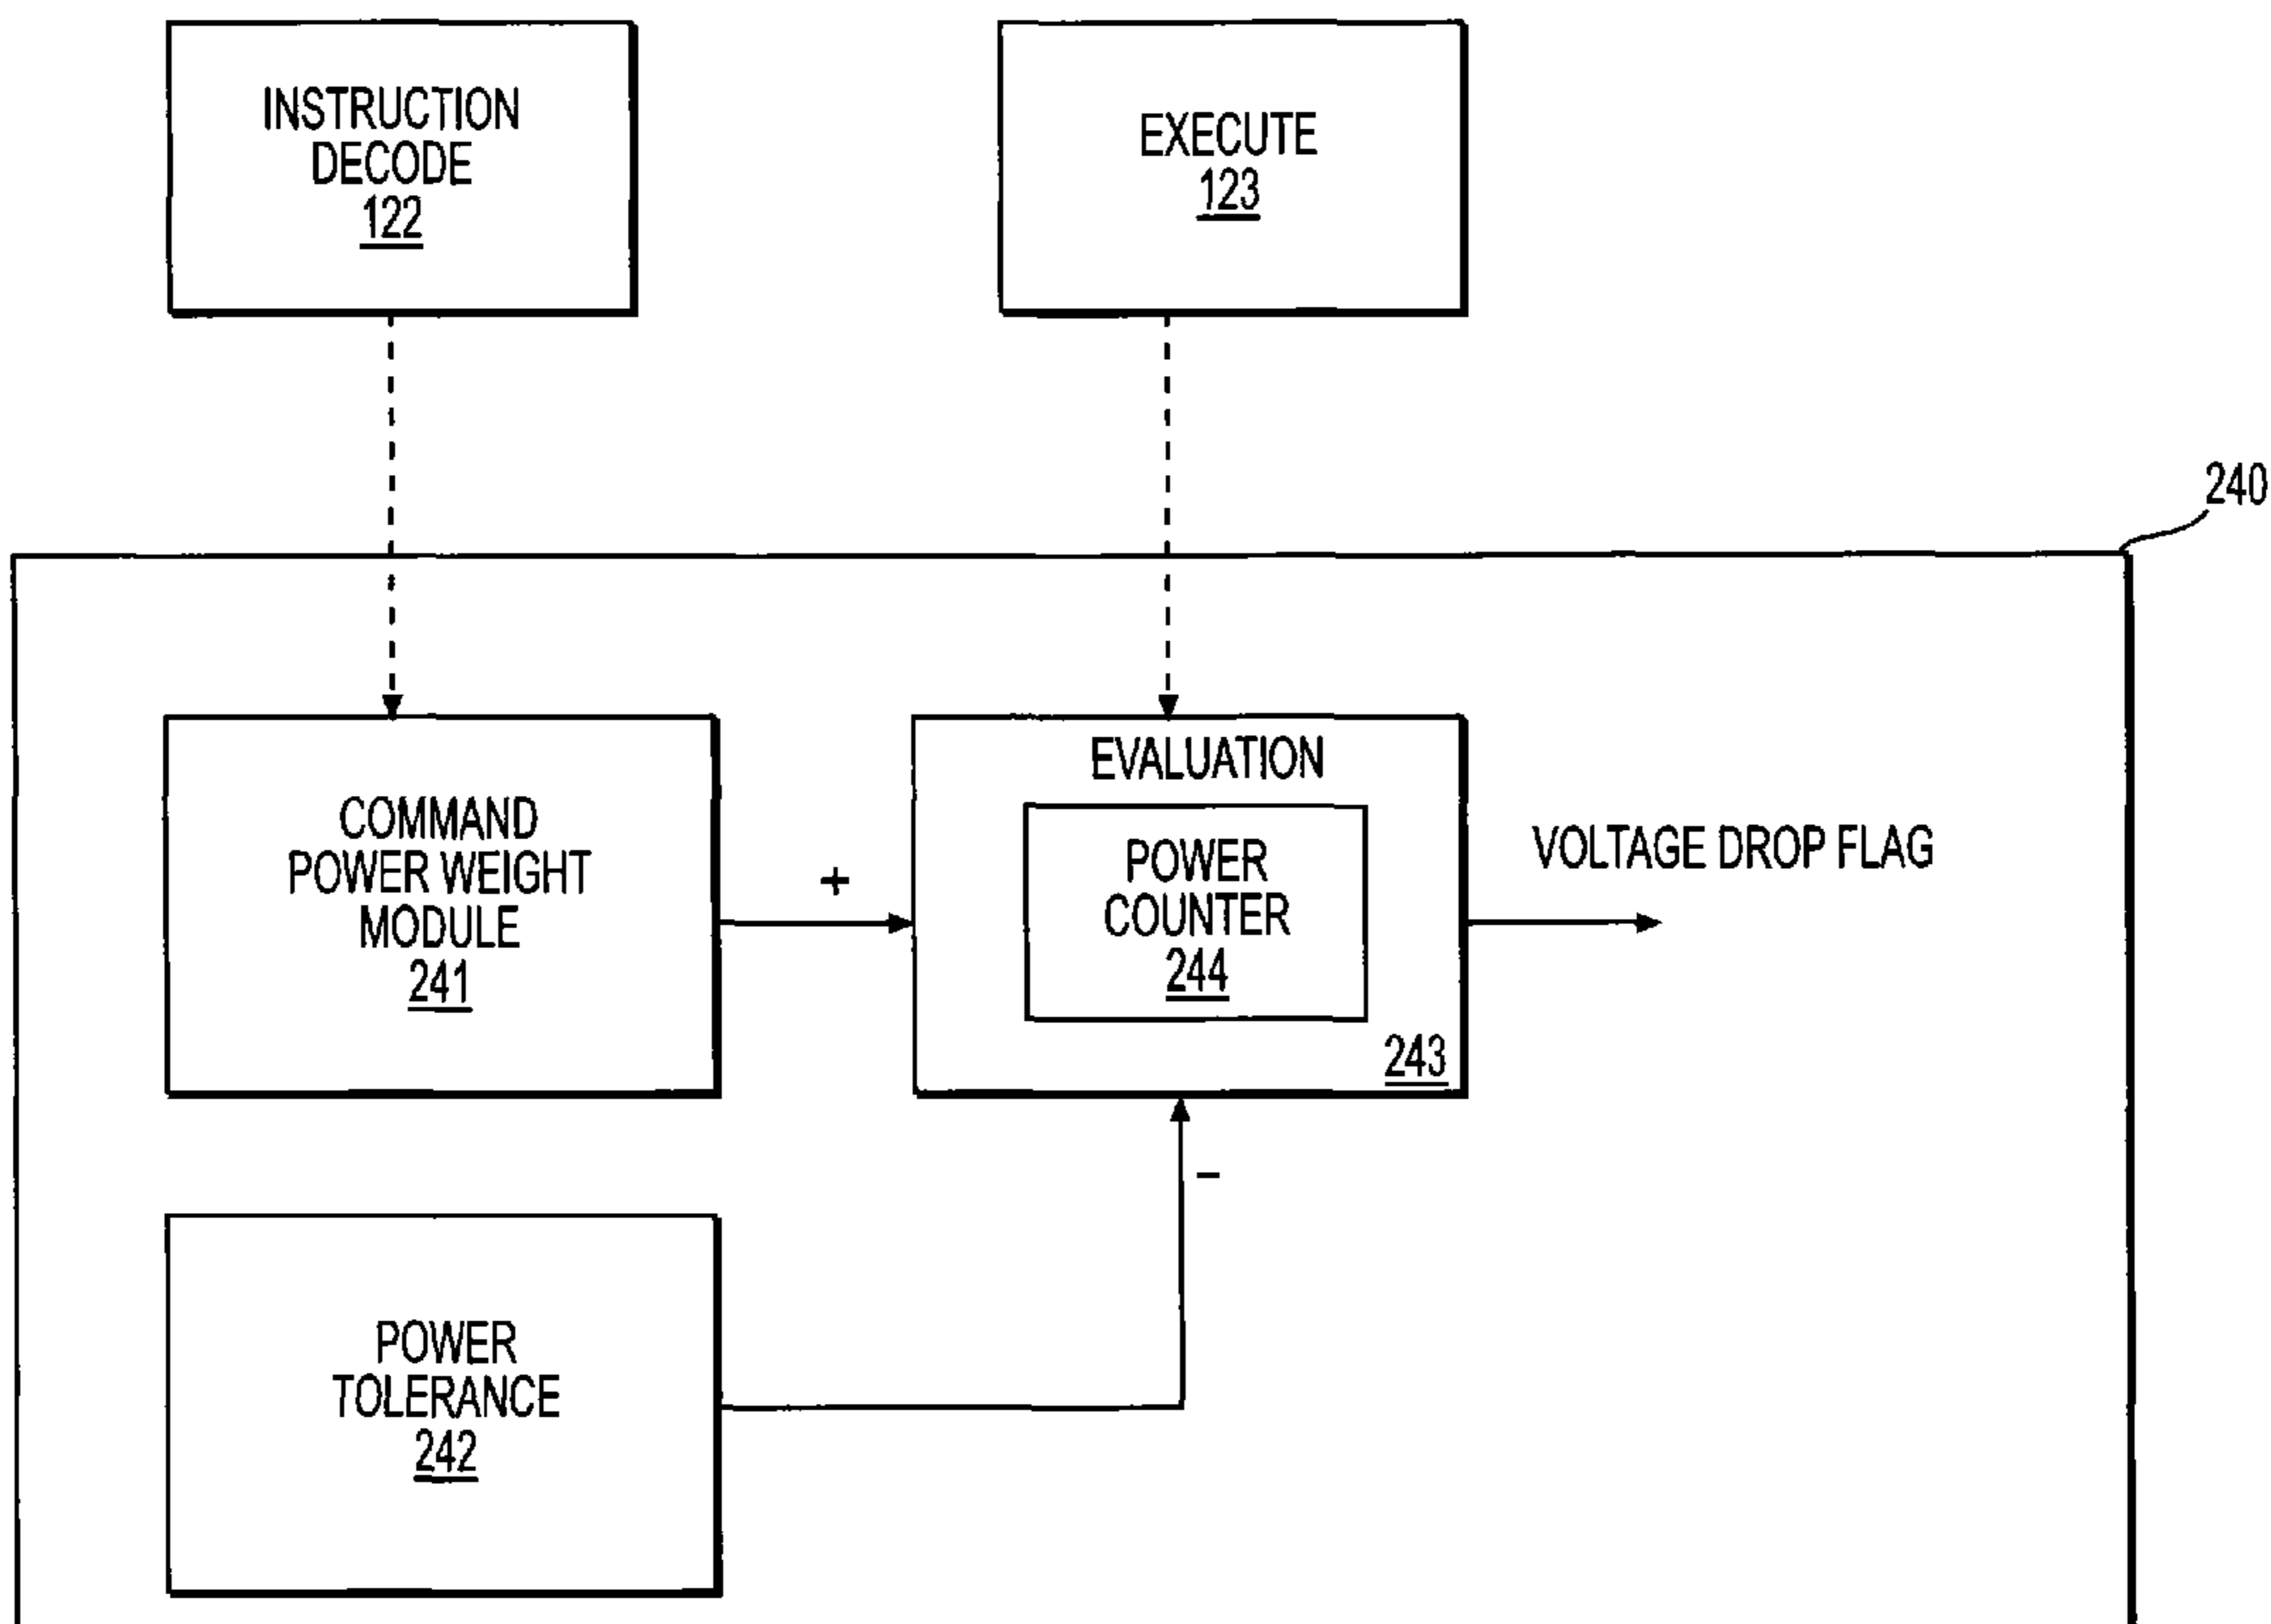 INSTRUCTION
DECODE
122
EXECUTE
123
240
COMMAND
POWER WEIGHT
MODULE
241
+
EVALUATION
POWER
COUNTER
244
243
VOLTAGE DROP FLAG
–
POWER
TOLERANCE
242